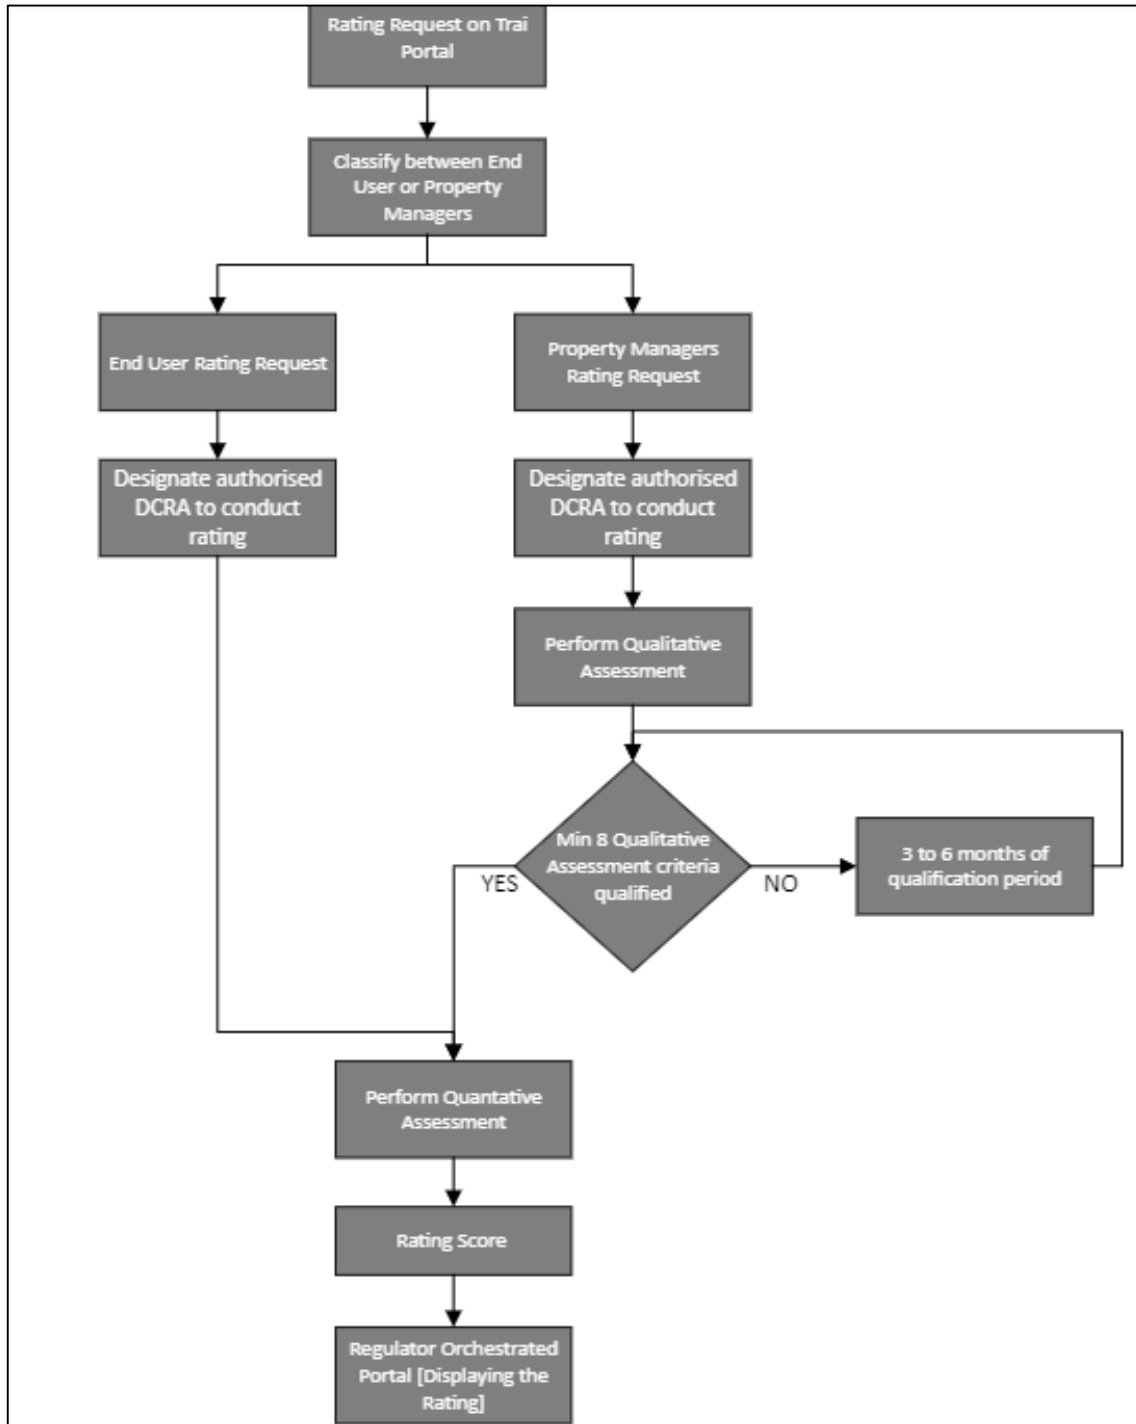 Rating Request on Trai
Portal
Classify between End
User or Property
Managers
End User Rating Request
Property Managers
Rating Request
Designate authorised
DCRA to conduct
rating
Designate authorised
DCRA to conduct
rating
Perform Qualitative
Assessment
Min 8 Qualitative
Assessment criteria
qualified
YES
NO
3 to 6 months of
qualification period
Perform Quantative
Assessment
Rating Score
Regulator Orchestrated
Portal [Displaying the
Rating]